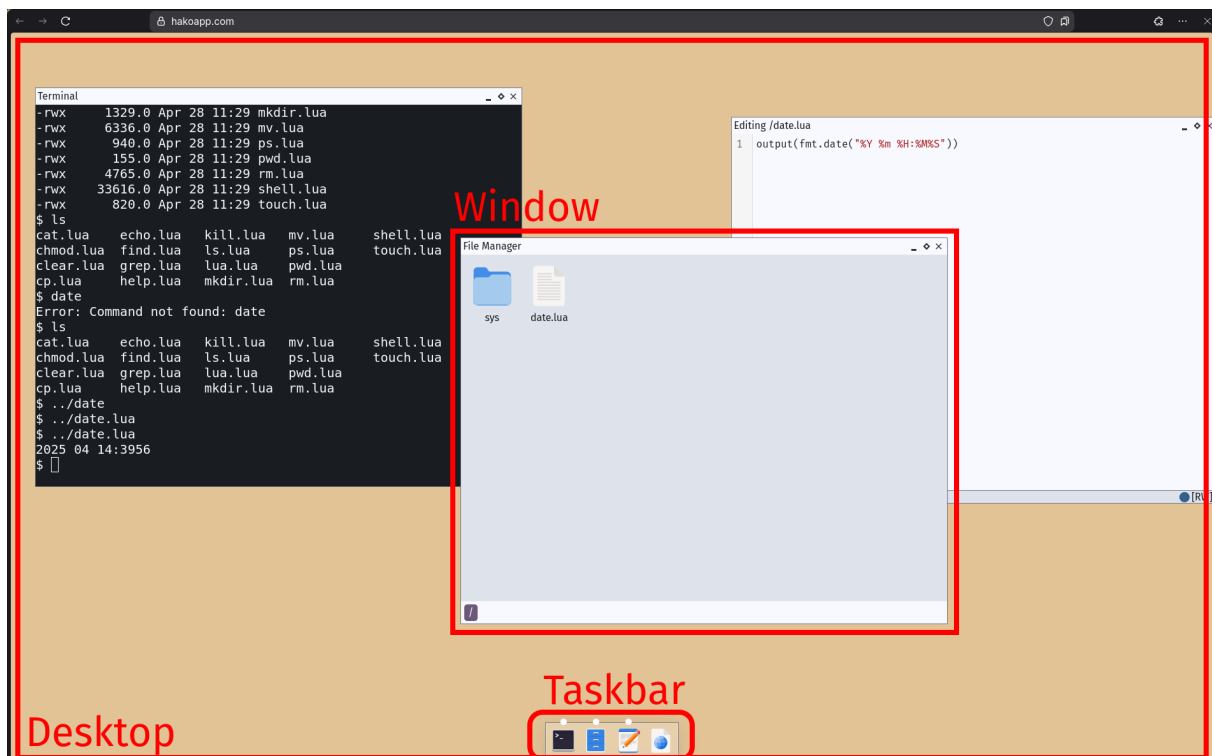 hakoapp.com
Terminal
-rwx 1329.0 Apr 28 11:29 mkdir.lua
-rwx 6336.0 Apr 28 11:29 mv.lua
-rwx 940.0 Apr 28 11:29 ps.lua
-rwx 155.0 Apr 28 11:29 pwd.lua
-rwx 4765.0 Apr 28 11:29 rm.lua
-rwx 33616.0 Apr 28 11:29 shell.lua
-rwx 820.0 Apr 28 11:29 touch.lua
$ ls
cat.lua echo.lua kill.lua mv.lua shell.lua
chmod.lua find.lua ls.lua ps.lua touch.lua
clear.lua grep.lua lua.lua pwd.lua
cp.lua help.lua mkdir.lua rm.lua
$ date
Error: Command not found: date
$ ls
cat.lua echo.lua kill.lua mv.lua shell.lua
chmod.lua find.lua ls.lua ps.lua touch.lua
clear.lua grep.lua lua.lua pwd.lua
cp.lua help.lua mkdir.lua rm.lua
$ ../date
$ ../date.lua
$ ../date.lua
2025 04 14:3956
$
Editing /date.lua
1 output(fmt.date("%Y %m %H:%M%S"))
[RW]
Window
File Manager
sys date.lua
/
Taskbar
Desktop